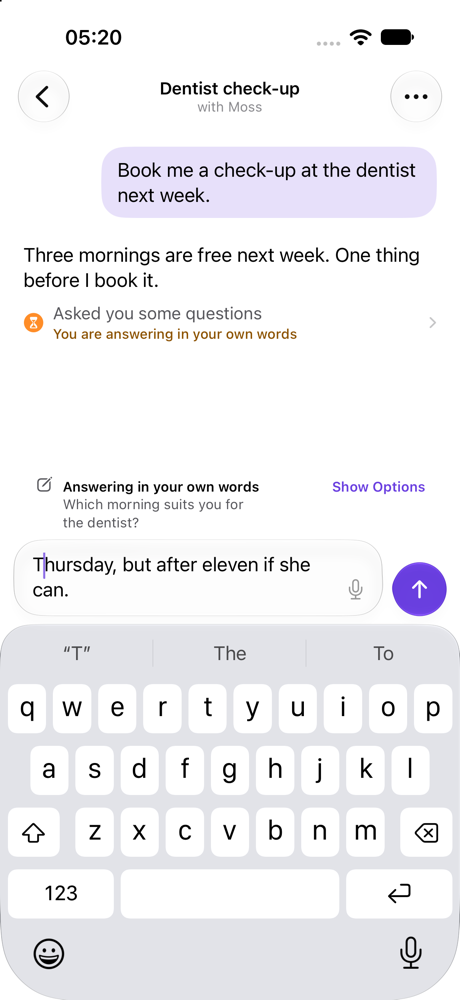 05:20
Dentist check-up
with Moss
Book me a check-up at the dentist
next week.
Three mornings are free next week. One thing
before I book it.
Asked you some questions
You are answering in your own words
Answering in your own words
Show Options
Which morning suits you for
the dentist?
Thursday, but after eleven if she
can.
“T” The To
q w e r t y u i o p
a s d f g h j k l
z x c v b n m
123